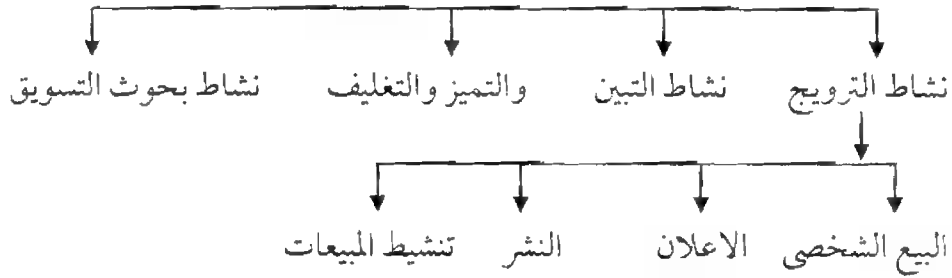 نشاط الترويج نشاط التبين والتميز والتغليف نشاط بحوث التسويق
البيع الشخصى الاعلان النشر تنشيط المبيعات